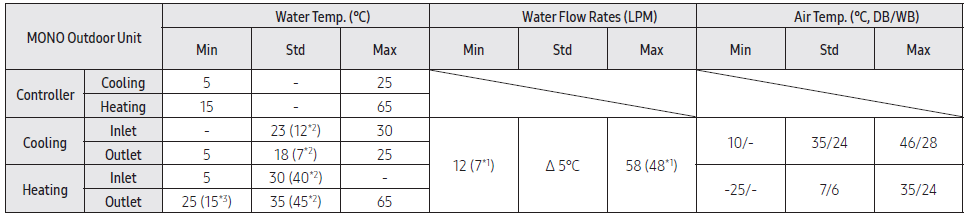 MONO Outdoor Unit Water Temp. (°C) Water Flow Rates (LPM) Air Temp. (°C, DB/WB)
Min Std Max Min Std Max Min Std Max
Controller Cooling 5 - 25
Heating 15 - 65
Cooling Inlet - 23 (12*2) 30 12 (7*1) Δ 5°C 58 (48*1) 10/- 35/24 46/28
Outlet 5 18 (7*2) 25
Heating Inlet 5 30 (40*2) - -25/- 7/6 35/24
Outlet 25 (15*3) 35 (45*2) 65